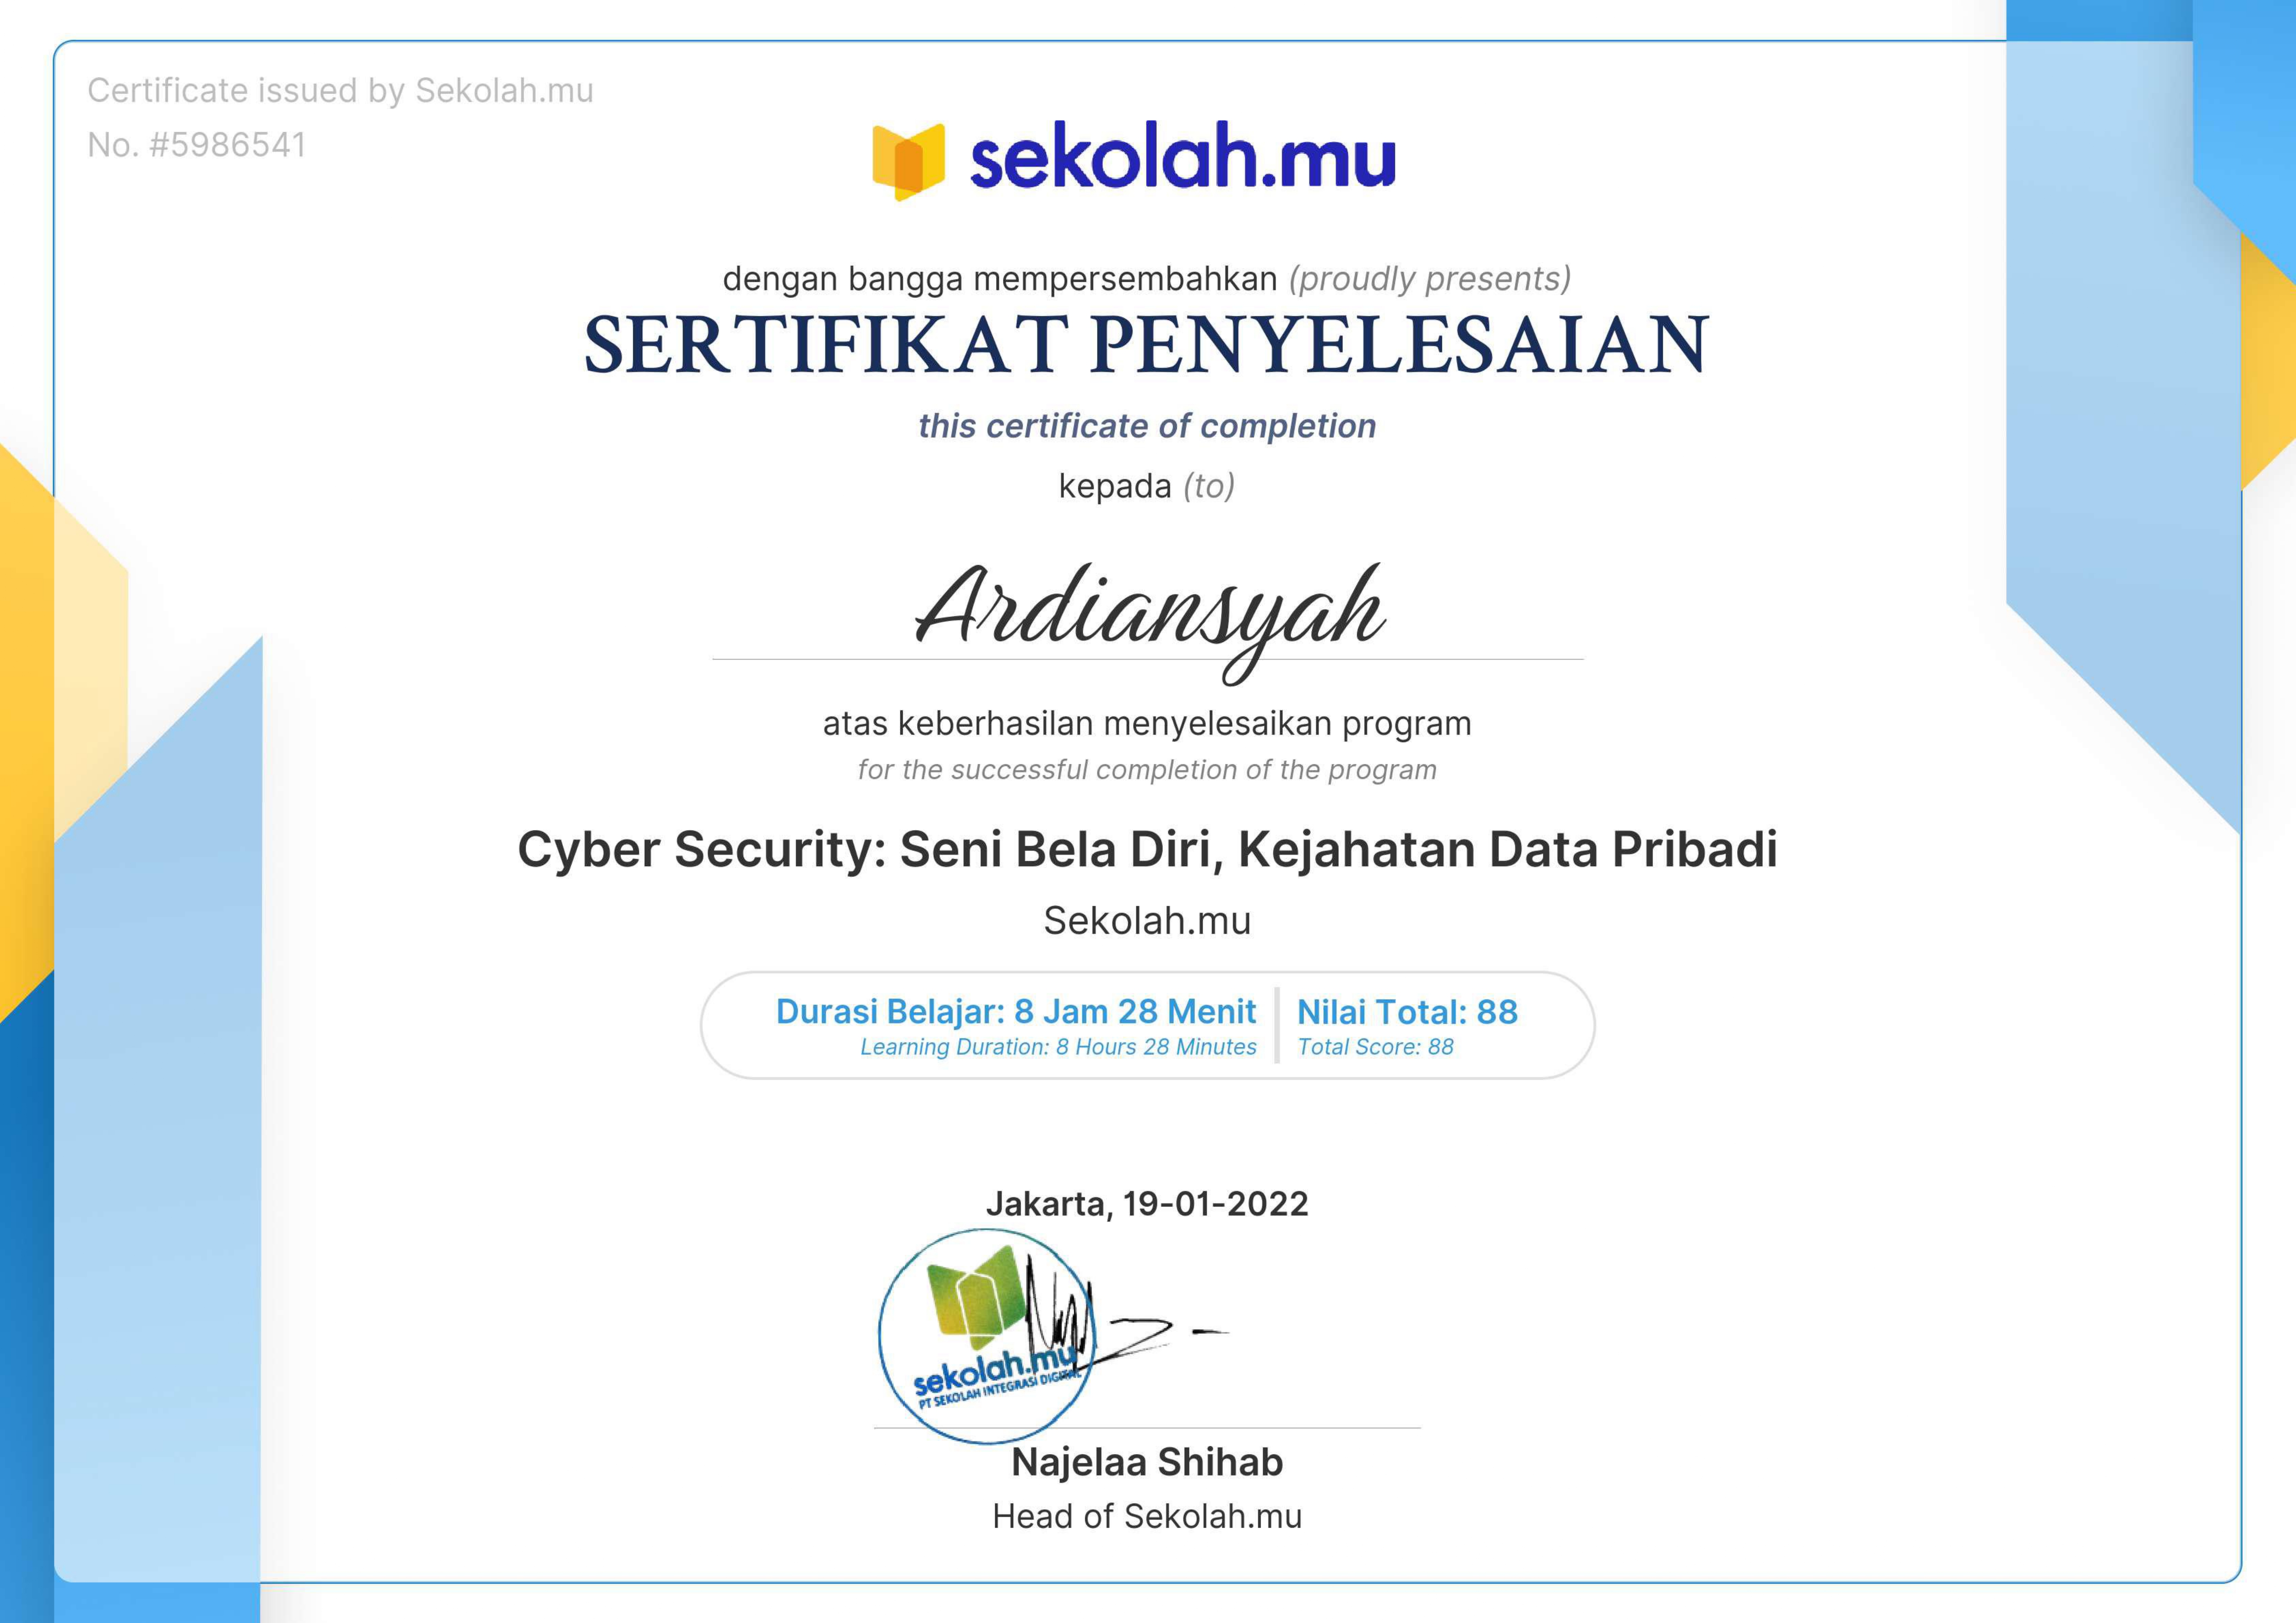 Certificate issued by Sekolah.mu
No. #5986541
sekolah.mu
dengan bangga mempersembahkan (proudly presents)
SERTIFIKAT PENYELESAIAN
this certificate of completion
kepada (to)
Ardiansyah
atas keberhasilan menyelesaikan program
for the successful completion of the program
Cyber Security: Seni Bela Diri, Kejahatan Data Pribadi
Sekolah.mu
Durasi Belajar: 8 Jam 28 Menit
Learning Duration: 8 Hours 28 Minutes
Nilai Total: 88
Total Score: 88
Jakarta, 19-01-2022
sekolah.mu
PT SEKOLAH INTEGRASI DIGITAL
Najelaa Shihab
Head of Sekolah.mu